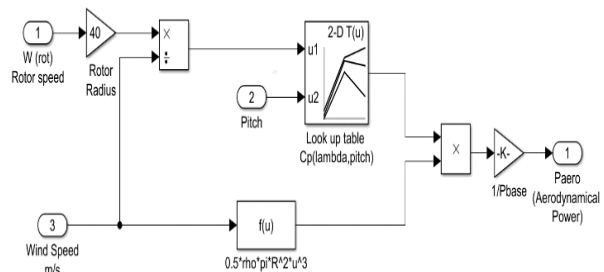 1
W (rot)
Rotor speed
40
Rotor
Radius
×
÷
2
Pitch
2-D T(u)
u1
u2
Look up table
Cp(lambda,pitch)
3
Wind Speed
m/s
f(u)
0.5*rho*pi*R^2*u^3
×
-K-
1/Pbase
1
Paero
(Aerodynamical
Power)